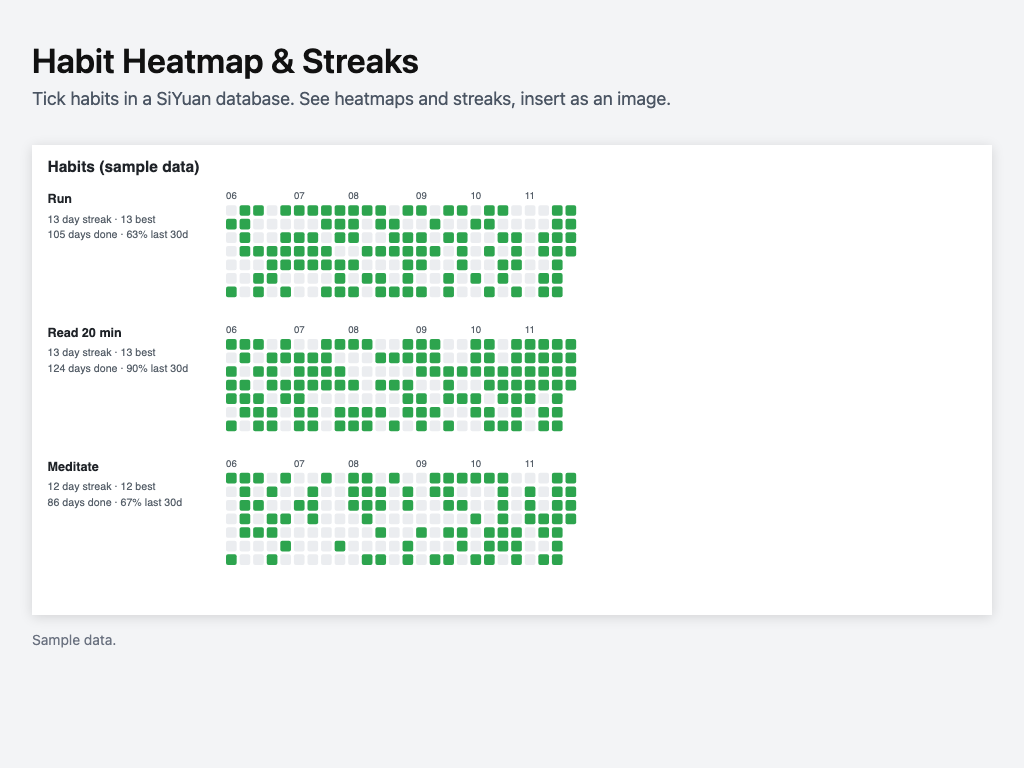 Habit Heatmap & Streaks
Tick habits in a SiYuan database. See heatmaps and streaks, insert as an image.
Habits (sample data)
Run
13 day streak · 13 best
105 days done · 63% last 30d
06 07 08 09 10 11
Read 20 min
13 day streak · 13 best
124 days done · 90% last 30d
06 07 08 09 10 11
Meditate
12 day streak · 12 best
86 days done · 67% last 30d
06 07 08 09 10 11
Sample data.